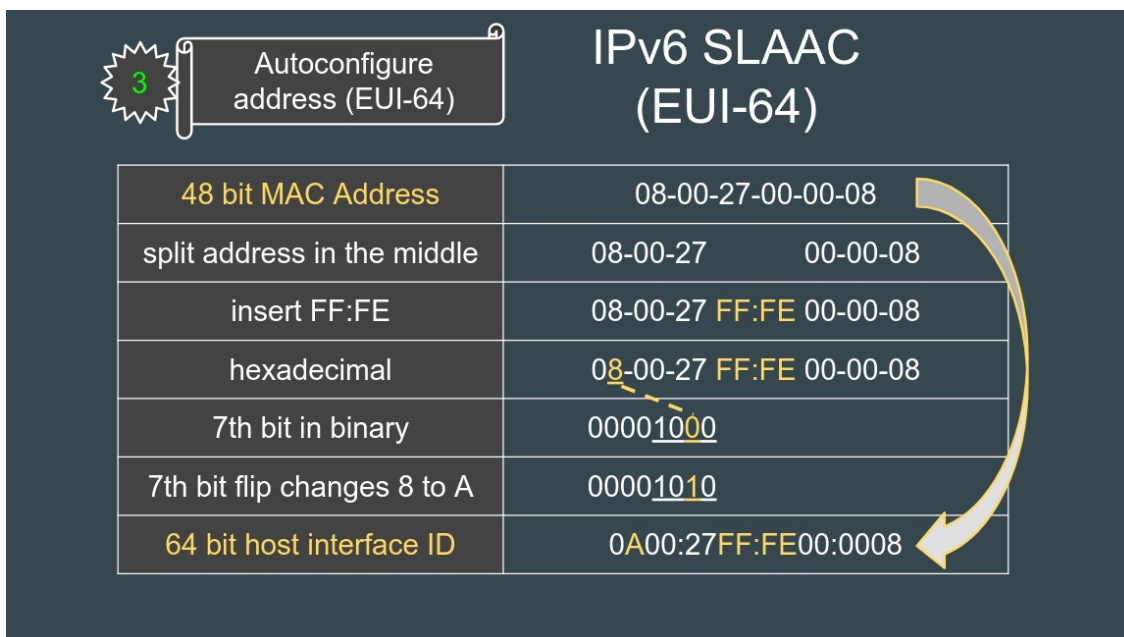 3
Autoconfigure
address (EUI-64)
IPv6 SLAAC
(EUI-64)
48 bit MAC Address
08-00-27-00-00-08
split address in the middle
08-00-27 00-00-08
insert FF:FE
08-00-27 FF:FE 00-00-08
hexadecimal
08-00-27 FF:FE 00-00-08
7th bit in binary
00001000
7th bit flip changes 8 to A
00001010
64 bit host interface ID
0A00:27FF:FE00:0008